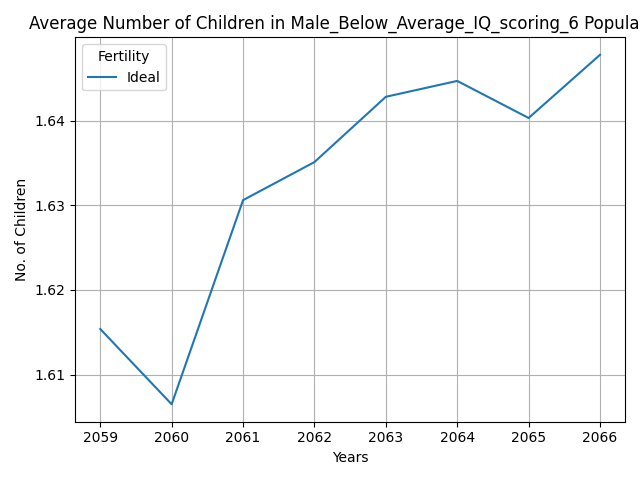 Average Number of Children in Male_Below_Average_IQ_scoring_6 Popula
Fertility
Ideal
No. of Children
1.64
1.63
1.62
1.61
2059 2060 2061 2062 2063 2064 2065 2066
Years